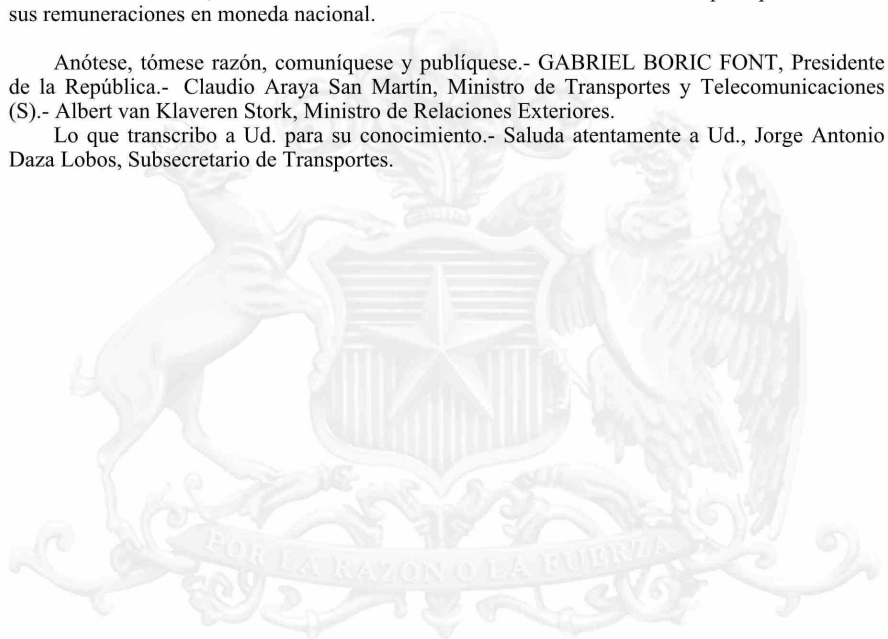 sus remuneraciones en moneda nacional.
Anótese, tómese razón, comuníquese y publíquese.- GABRIEL BORIC FONT, Presidente
de la República.- Claudio Araya San Martín, Ministro de Transportes y Telecomunicaciones
(S).- Albert van Klaveren Stork, Ministro de Relaciones Exteriores.
Lo que transcribo a Ud. para su conocimiento.- Saluda atentamente a Ud., Jorge Antonio
Daza Lobos, Subsecretario de Transportes.
POR LA RAZÓN O LA FUERZA